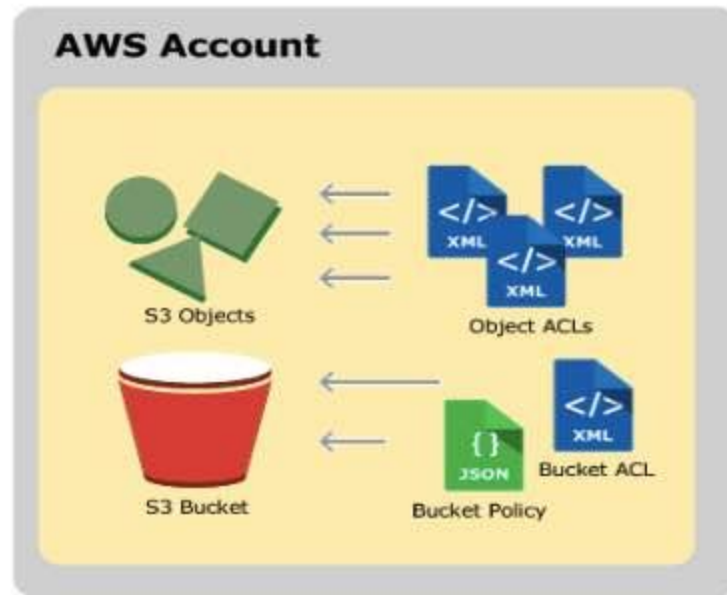 AWS Account
</>
XML
</>
XML
</>
XML
S3 Objects
Object ACLs
</>
XML
{ }
JSON
Bucket ACL
S3 Bucket
Bucket Policy